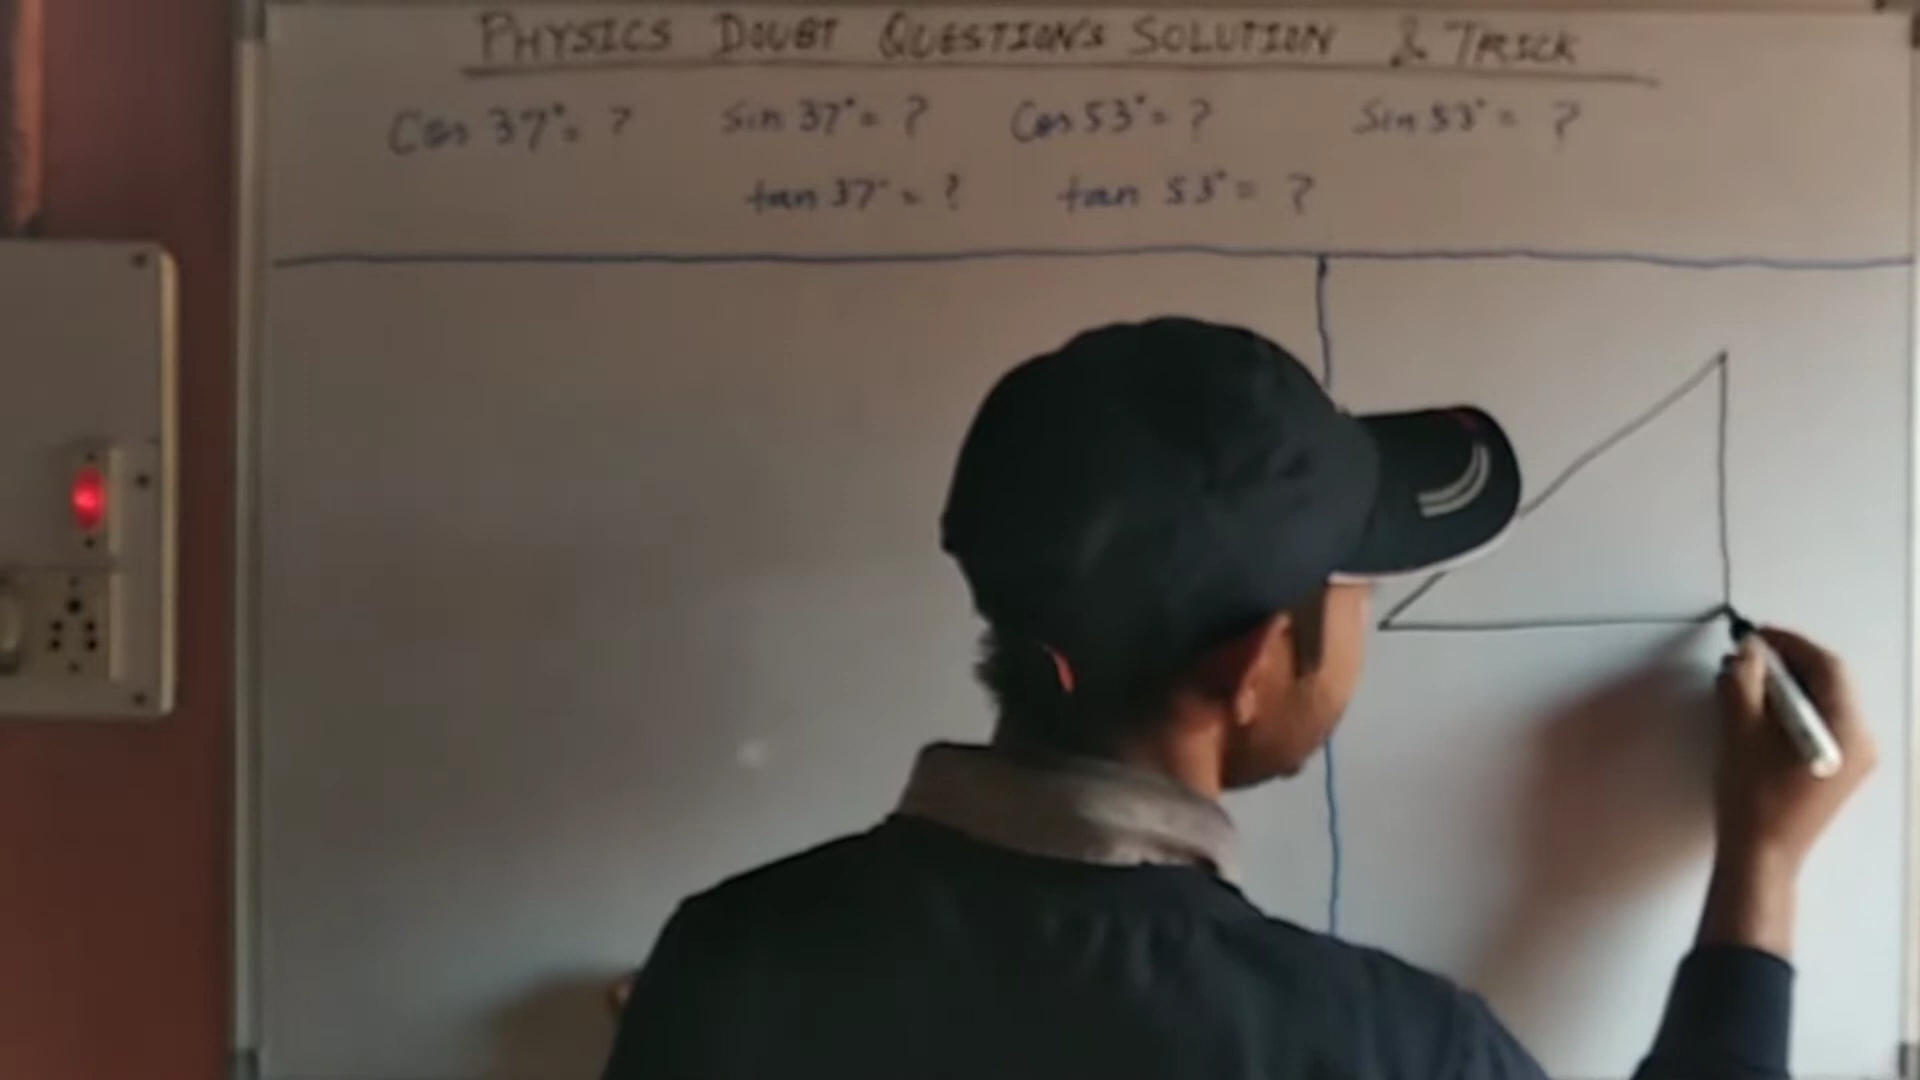 PHYSICS DOUBT QUESTIONS SOLUTION & TRICK
Cos 37° = ? Sin 37° = ? Cos 53° = ? Sin 53° = ?
tan 37° = ? tan 53° = ?